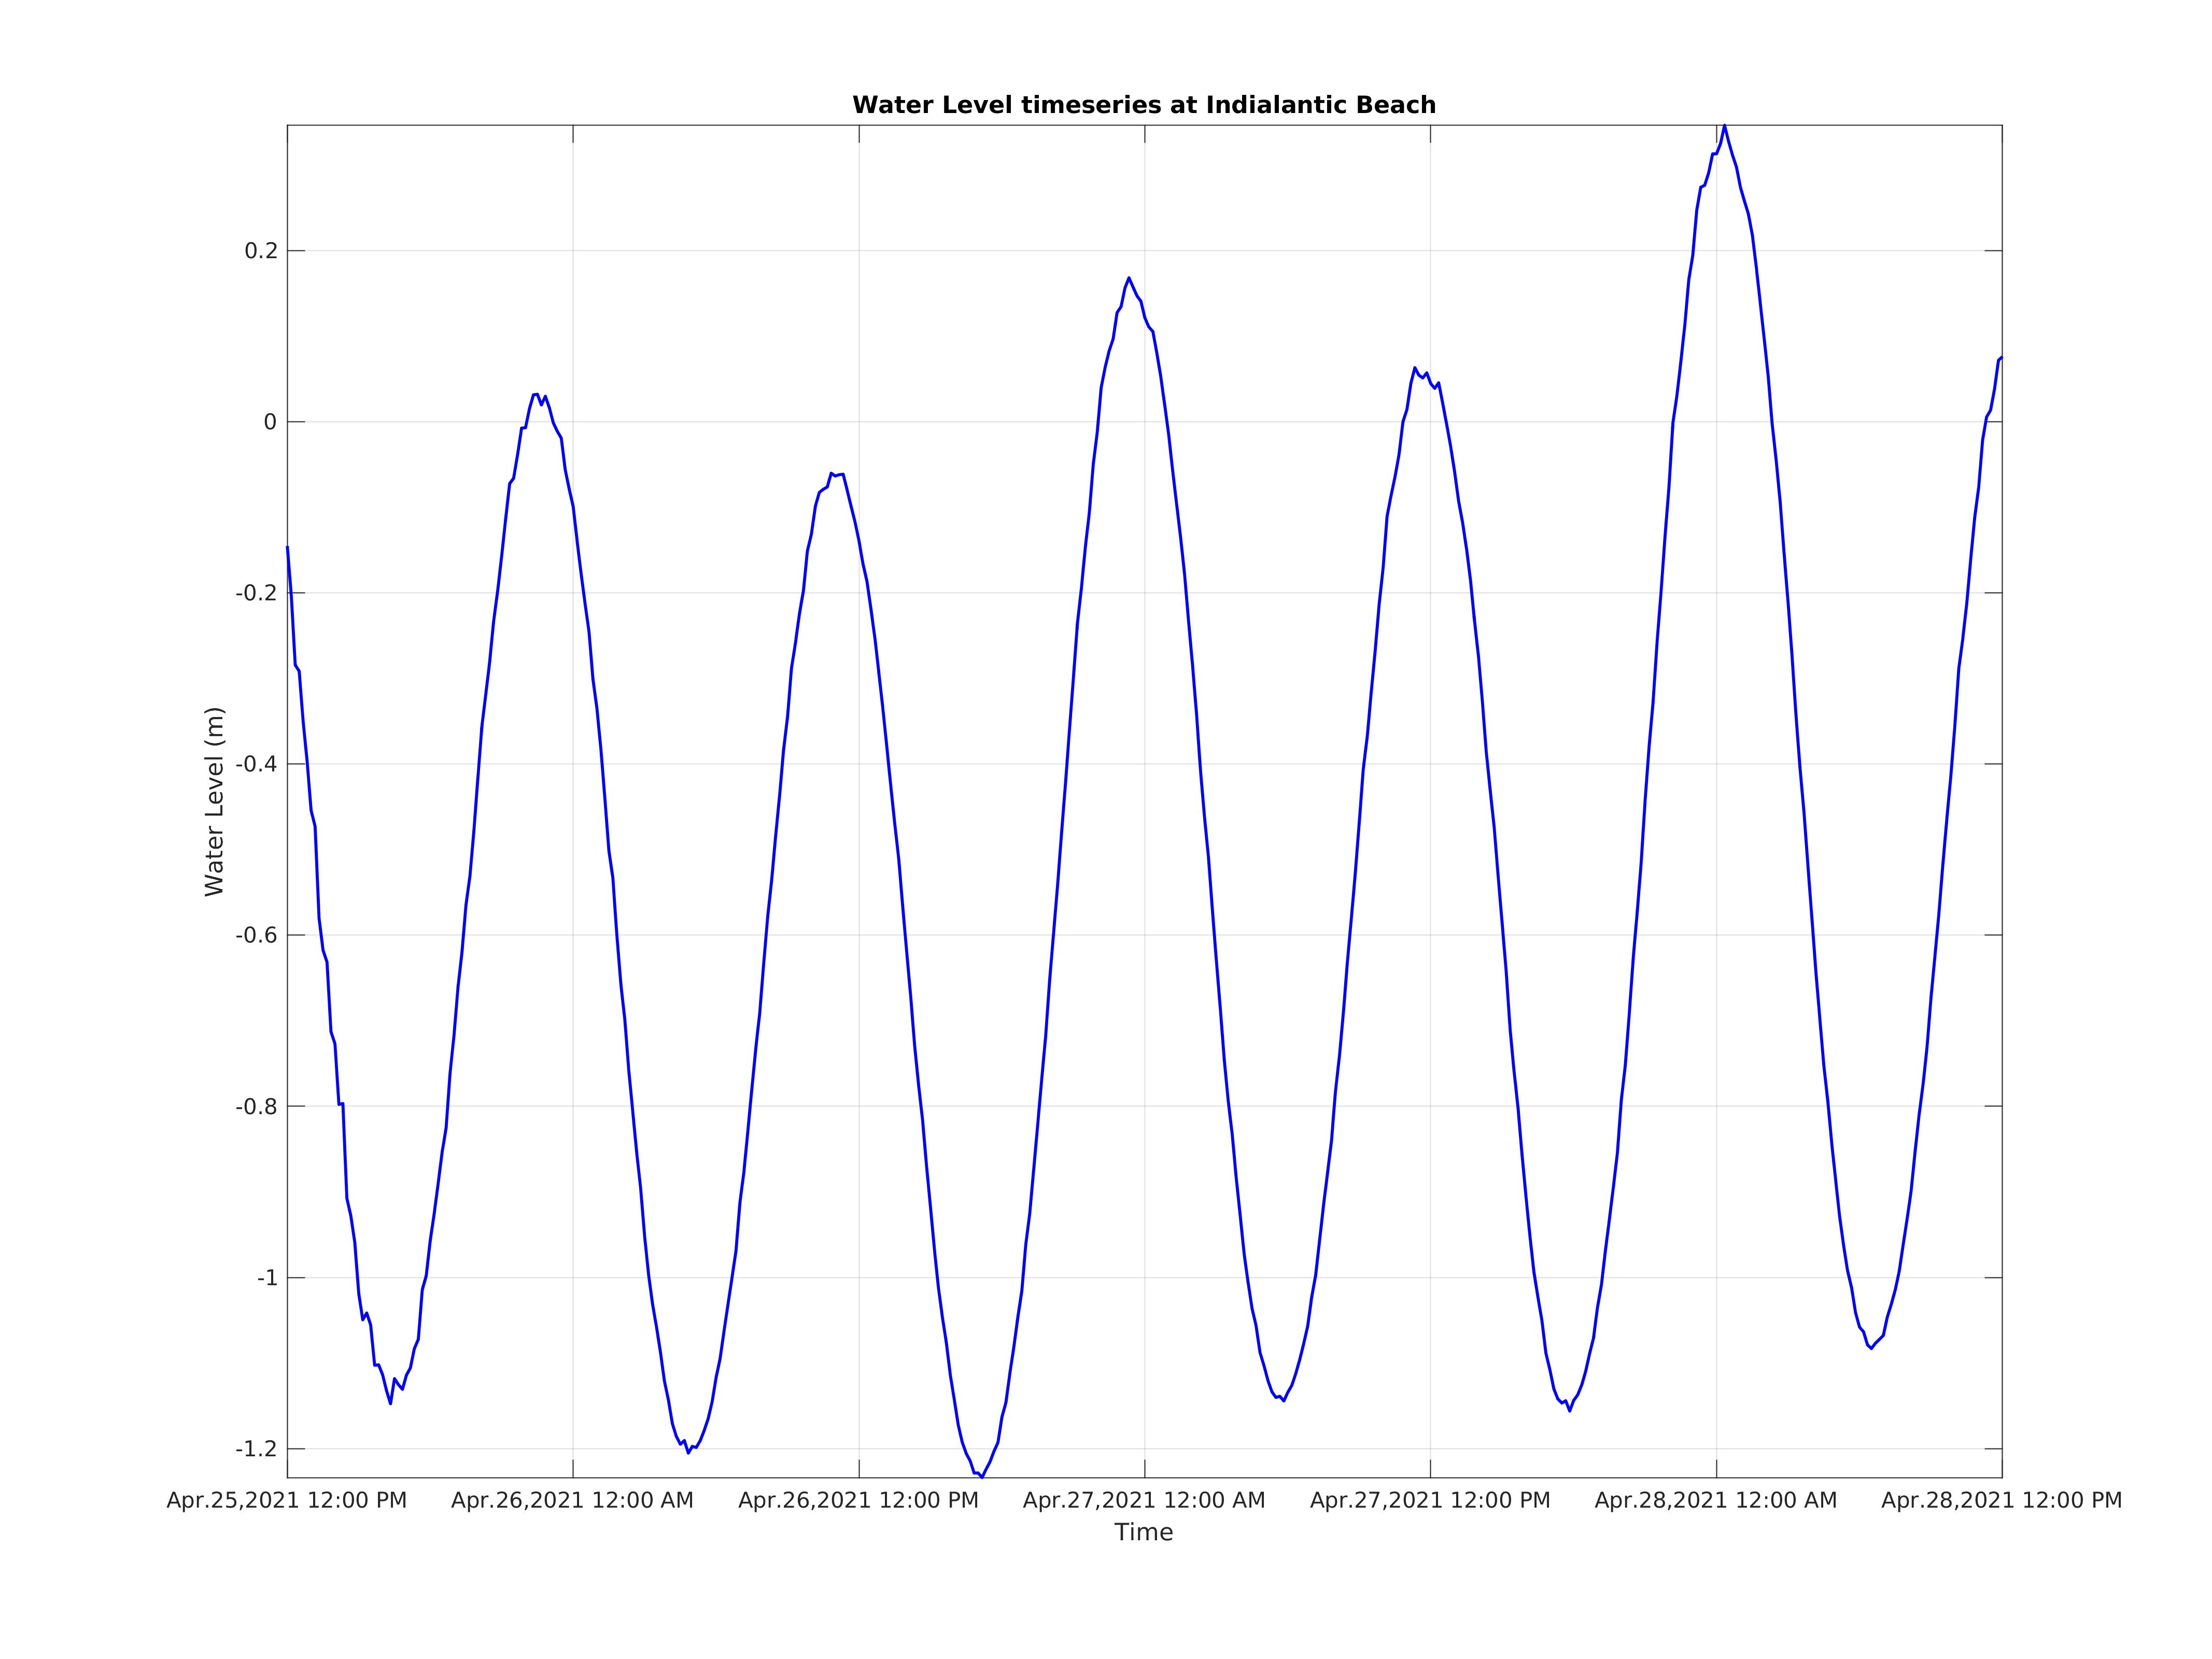 Water Level timeseries at Indialantic Beach
0.2
0
-0.2
-0.4
-0.6
-0.8
-1
-1.2
Water Level (m)
Apr.25,2021 12:00 PM Apr.26,2021 12:00 AM Apr.26,2021 12:00 PM Apr.27,2021 12:00 AM Apr.27,2021 12:00 PM Apr.28,2021 12:00 AM Apr.28,2021 12:00 PM
Time